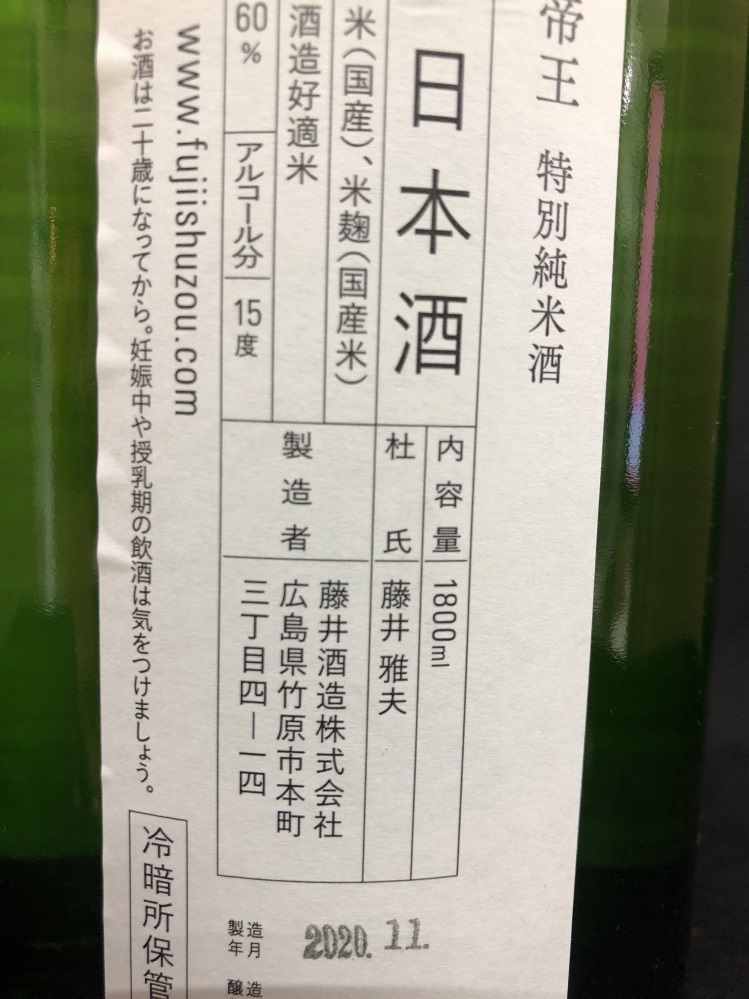 帝王 特別純米酒
日本酒
米(国産)、米麹(国産米)
酒造好適米
60%
アルコール分 15度
内容量 1800ml
杜氏 藤井 雅夫
製造者
藤井酒造株式会社
広島県竹原市本町
三丁目四—一四
www.fujiishuzou.com
お酒は二十歳になってから。妊娠中や授乳期の飲酒は気をつけましょう。
冷暗所保管
製造年月 2020.11.
醸造